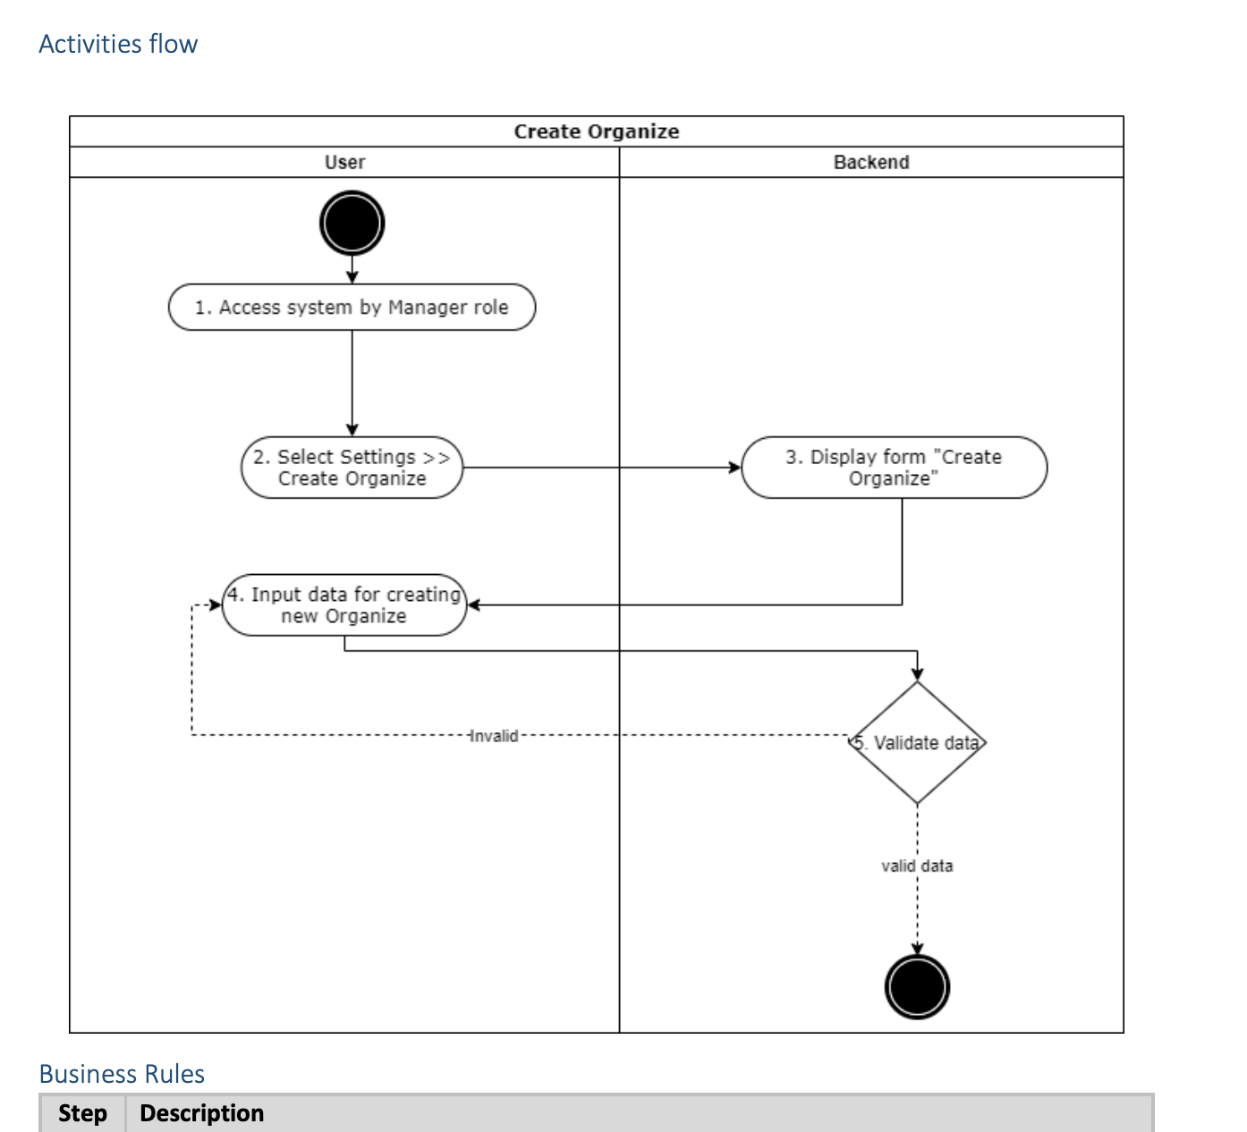 Activities flow
Create Organize
User
Backend
1. Access system by Manager role
2. Select Settings >>
Create Organize
3. Display form "Create
Organize"
4. Input data for creating
new Organize
Invalid
5. Validate data
valid data
Business Rules
Step
Description